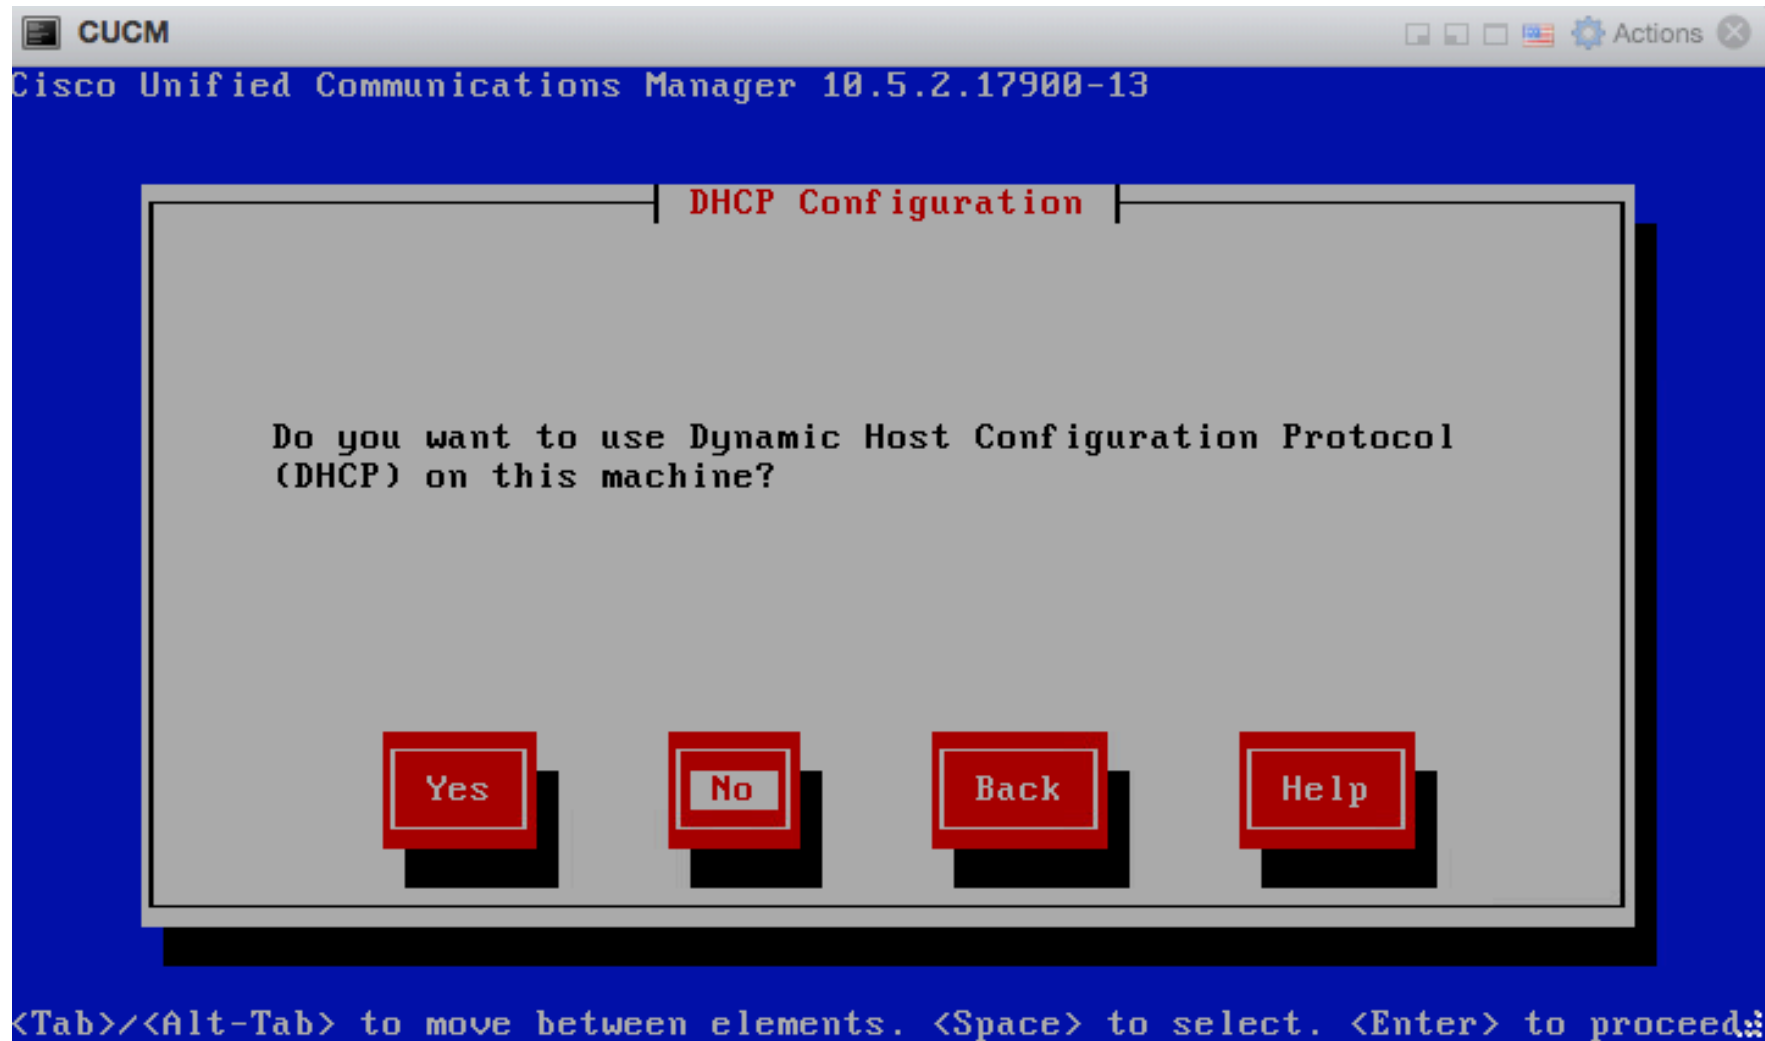 CUCM
Actions
Cisco Unified Communications Manager 10.5.2.17900-13
DHCP Configuration
Do you want to use Dynamic Host Configuration Protocol
(DHCP) on this machine?
Yes No Back Help
<Tab>/<Alt-Tab> to move between elements. <Space> to select. <Enter> to proceed.